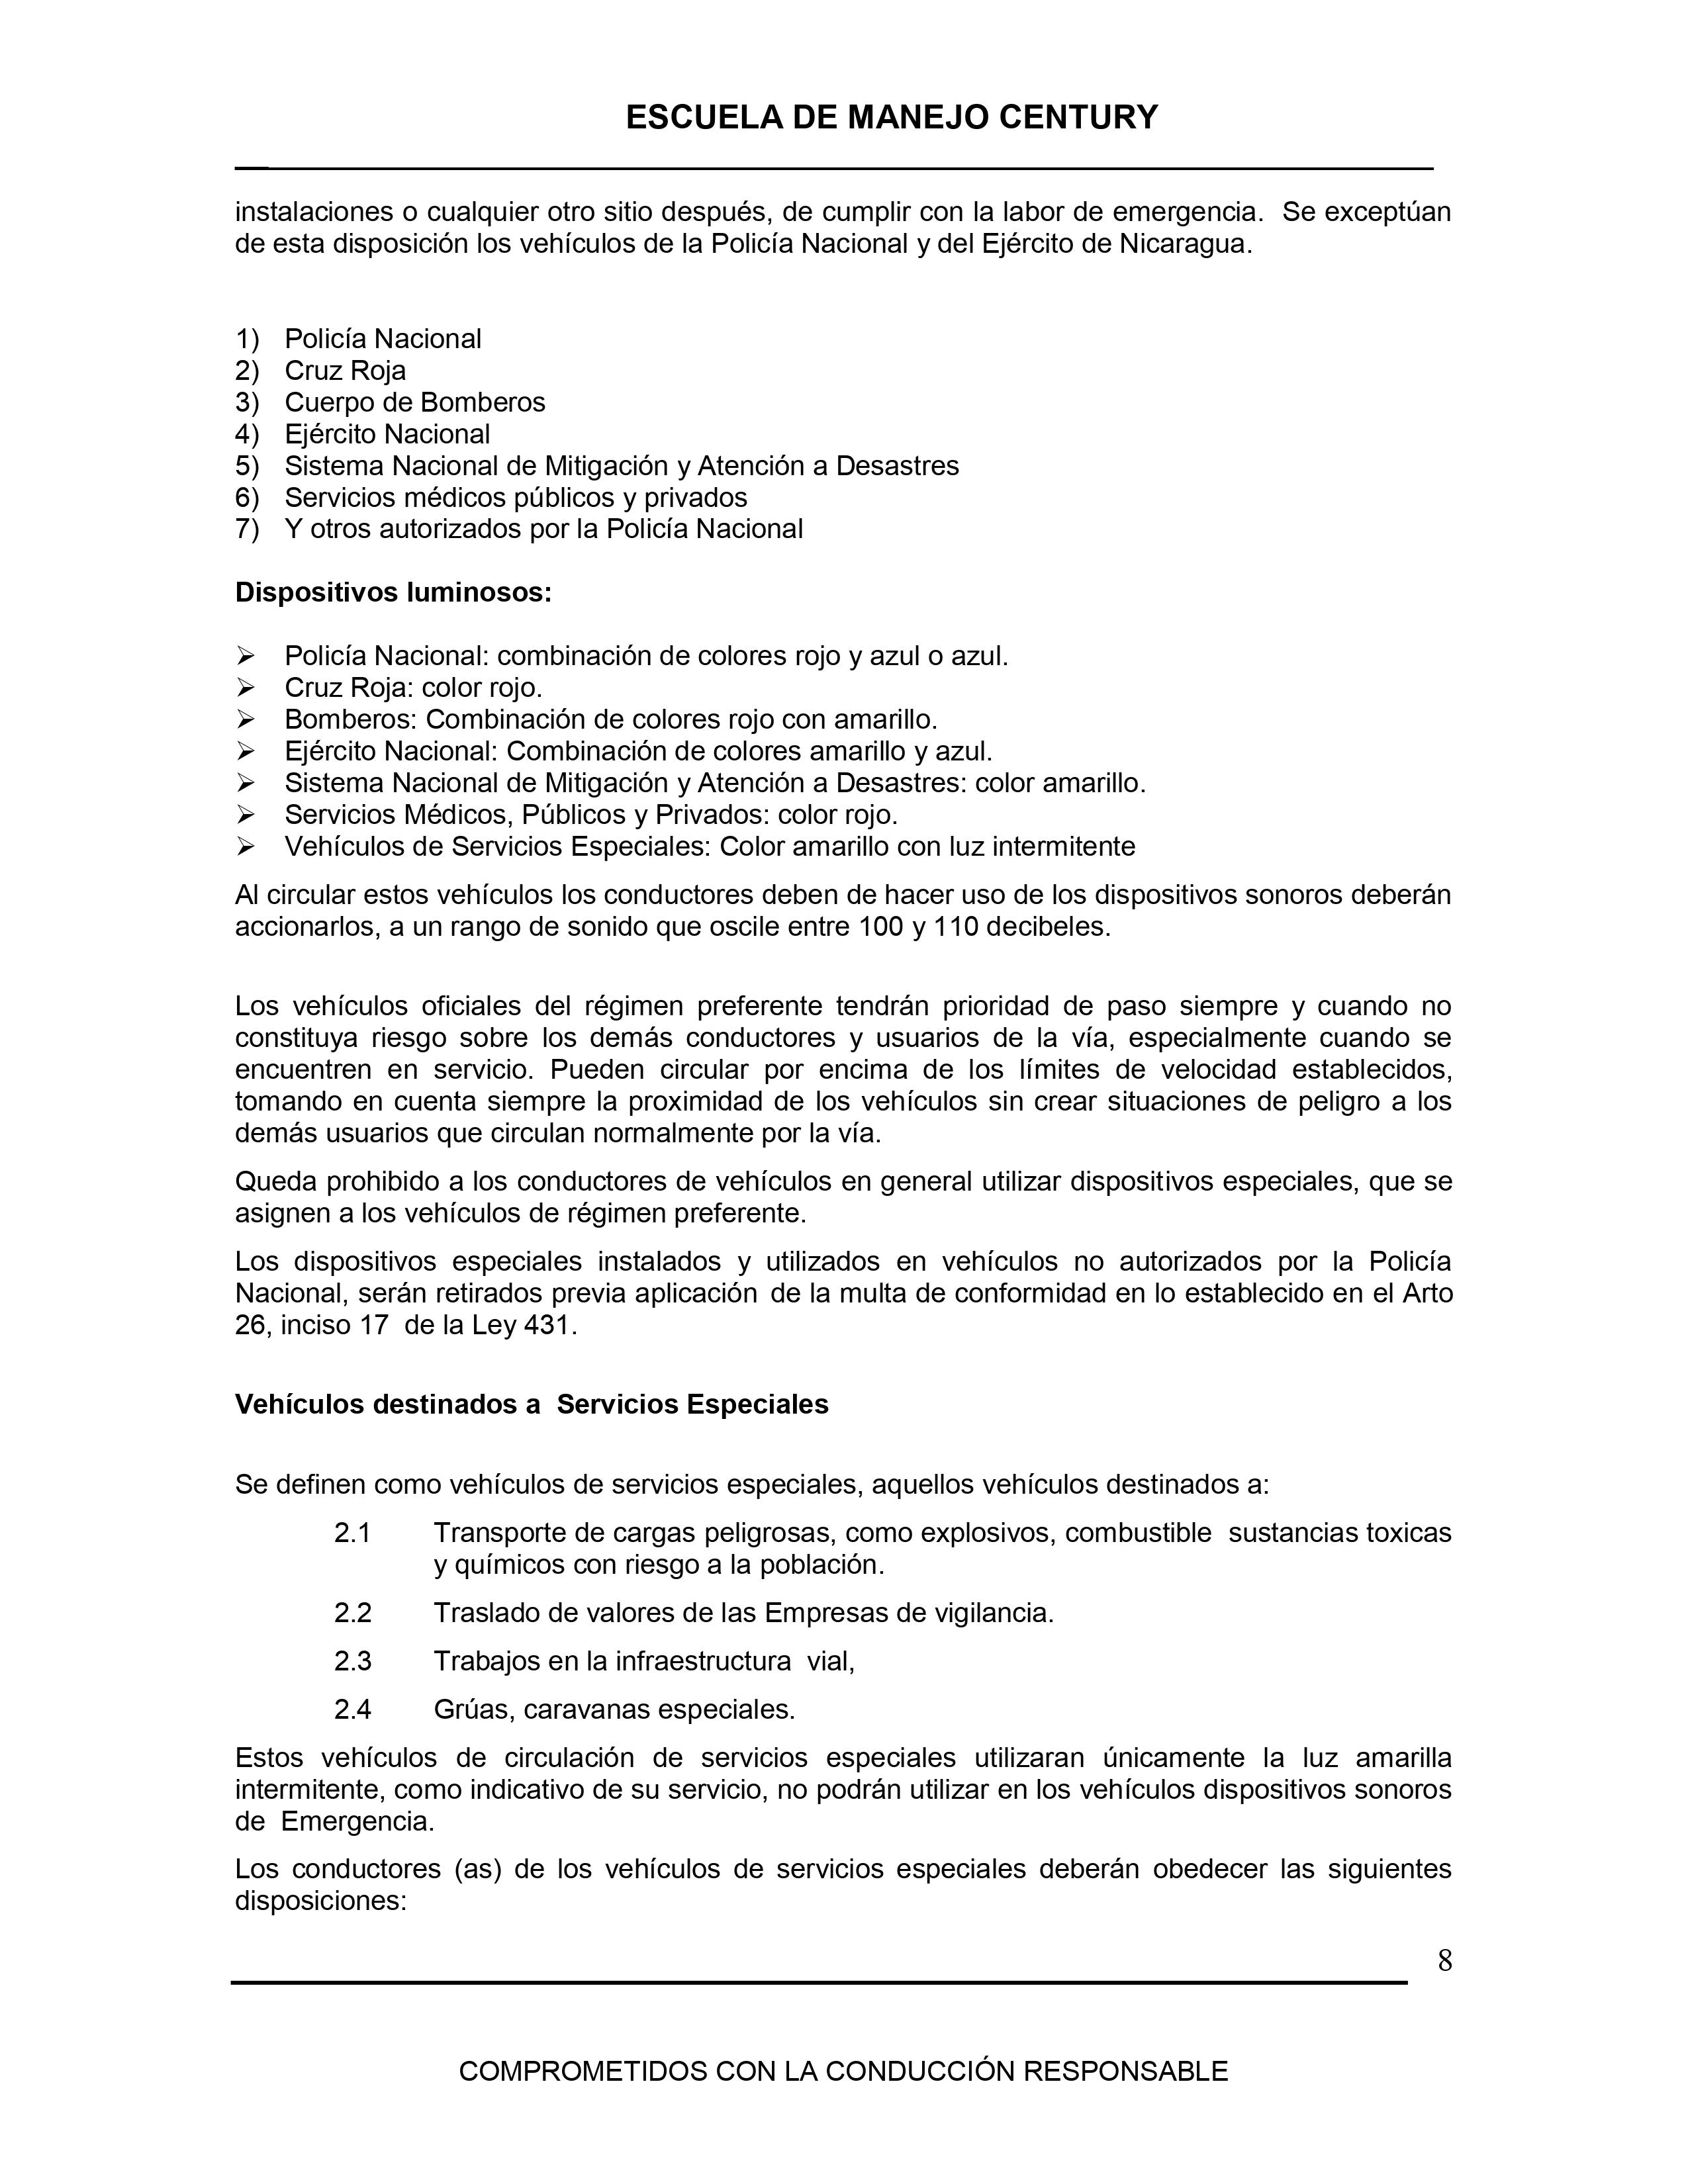 ESCUELA DE MANEJO CENTURY
instalaciones o cualquier otro sitio después, de cumplir con la labor de emergencia.  Se exceptúan
de esta disposición los vehículos de la Policía Nacional y del Ejército de Nicaragua.
1) Policía Nacional
2) Cruz Roja
3) Cuerpo de Bomberos
4) Ejército Nacional
5) Sistema Nacional de Mitigación y Atención a Desastres
6) Servicios médicos públicos y privados
7) Y otros autorizados por la Policía Nacional
Dispositivos luminosos:
➢ Policía Nacional: combinación de colores rojo y azul o azul.
➢ Cruz Roja: color rojo.
➢ Bomberos: Combinación de colores rojo con amarillo.
➢ Ejército Nacional: Combinación de colores amarillo y azul.
➢ Sistema Nacional de Mitigación y Atención a Desastres: color amarillo.
➢ Servicios Médicos, Públicos y Privados: color rojo.
➢ Vehículos de Servicios Especiales: Color amarillo con luz intermitente
Al circular estos vehículos los conductores deben de hacer uso de los dispositivos sonoros deberán
accionarlos, a un rango de sonido que oscile entre 100 y 110 decibeles.
Los vehículos oficiales del régimen preferente tendrán prioridad de paso siempre y cuando no
constituya riesgo sobre los demás conductores y usuarios de la vía, especialmente cuando se
encuentren en servicio. Pueden circular por encima de los límites de velocidad establecidos,
tomando en cuenta siempre la proximidad de los vehículos sin crear situaciones de peligro a los
demás usuarios que circulan normalmente por la vía.
Queda prohibido a los conductores de vehículos en general utilizar dispositivos especiales, que se
asignen a los vehículos de régimen preferente.
Los dispositivos especiales instalados y utilizados en vehículos no autorizados por la Policía
Nacional, serán retirados previa aplicación de la multa de conformidad en lo establecido en el Arto
26, inciso 17  de la Ley 431.
Vehículos destinados a  Servicios Especiales
Se definen como vehículos de servicios especiales, aquellos vehículos destinados a:
2.1 Transporte de cargas peligrosas, como explosivos, combustible  sustancias toxicas
y químicos con riesgo a la población.
2.2 Traslado de valores de las Empresas de vigilancia.
2.3 Trabajos en la infraestructura  vial,
2.4 Grúas, caravanas especiales.
Estos vehículos de circulación de servicios especiales utilizaran únicamente la luz amarilla
intermitente, como indicativo de su servicio, no podrán utilizar en los vehículos dispositivos sonoros
de  Emergencia.
Los conductores (as) de los vehículos de servicios especiales deberán obedecer las siguientes
disposiciones:
8
COMPROMETIDOS CON LA CONDUCCIÓN RESPONSABLE